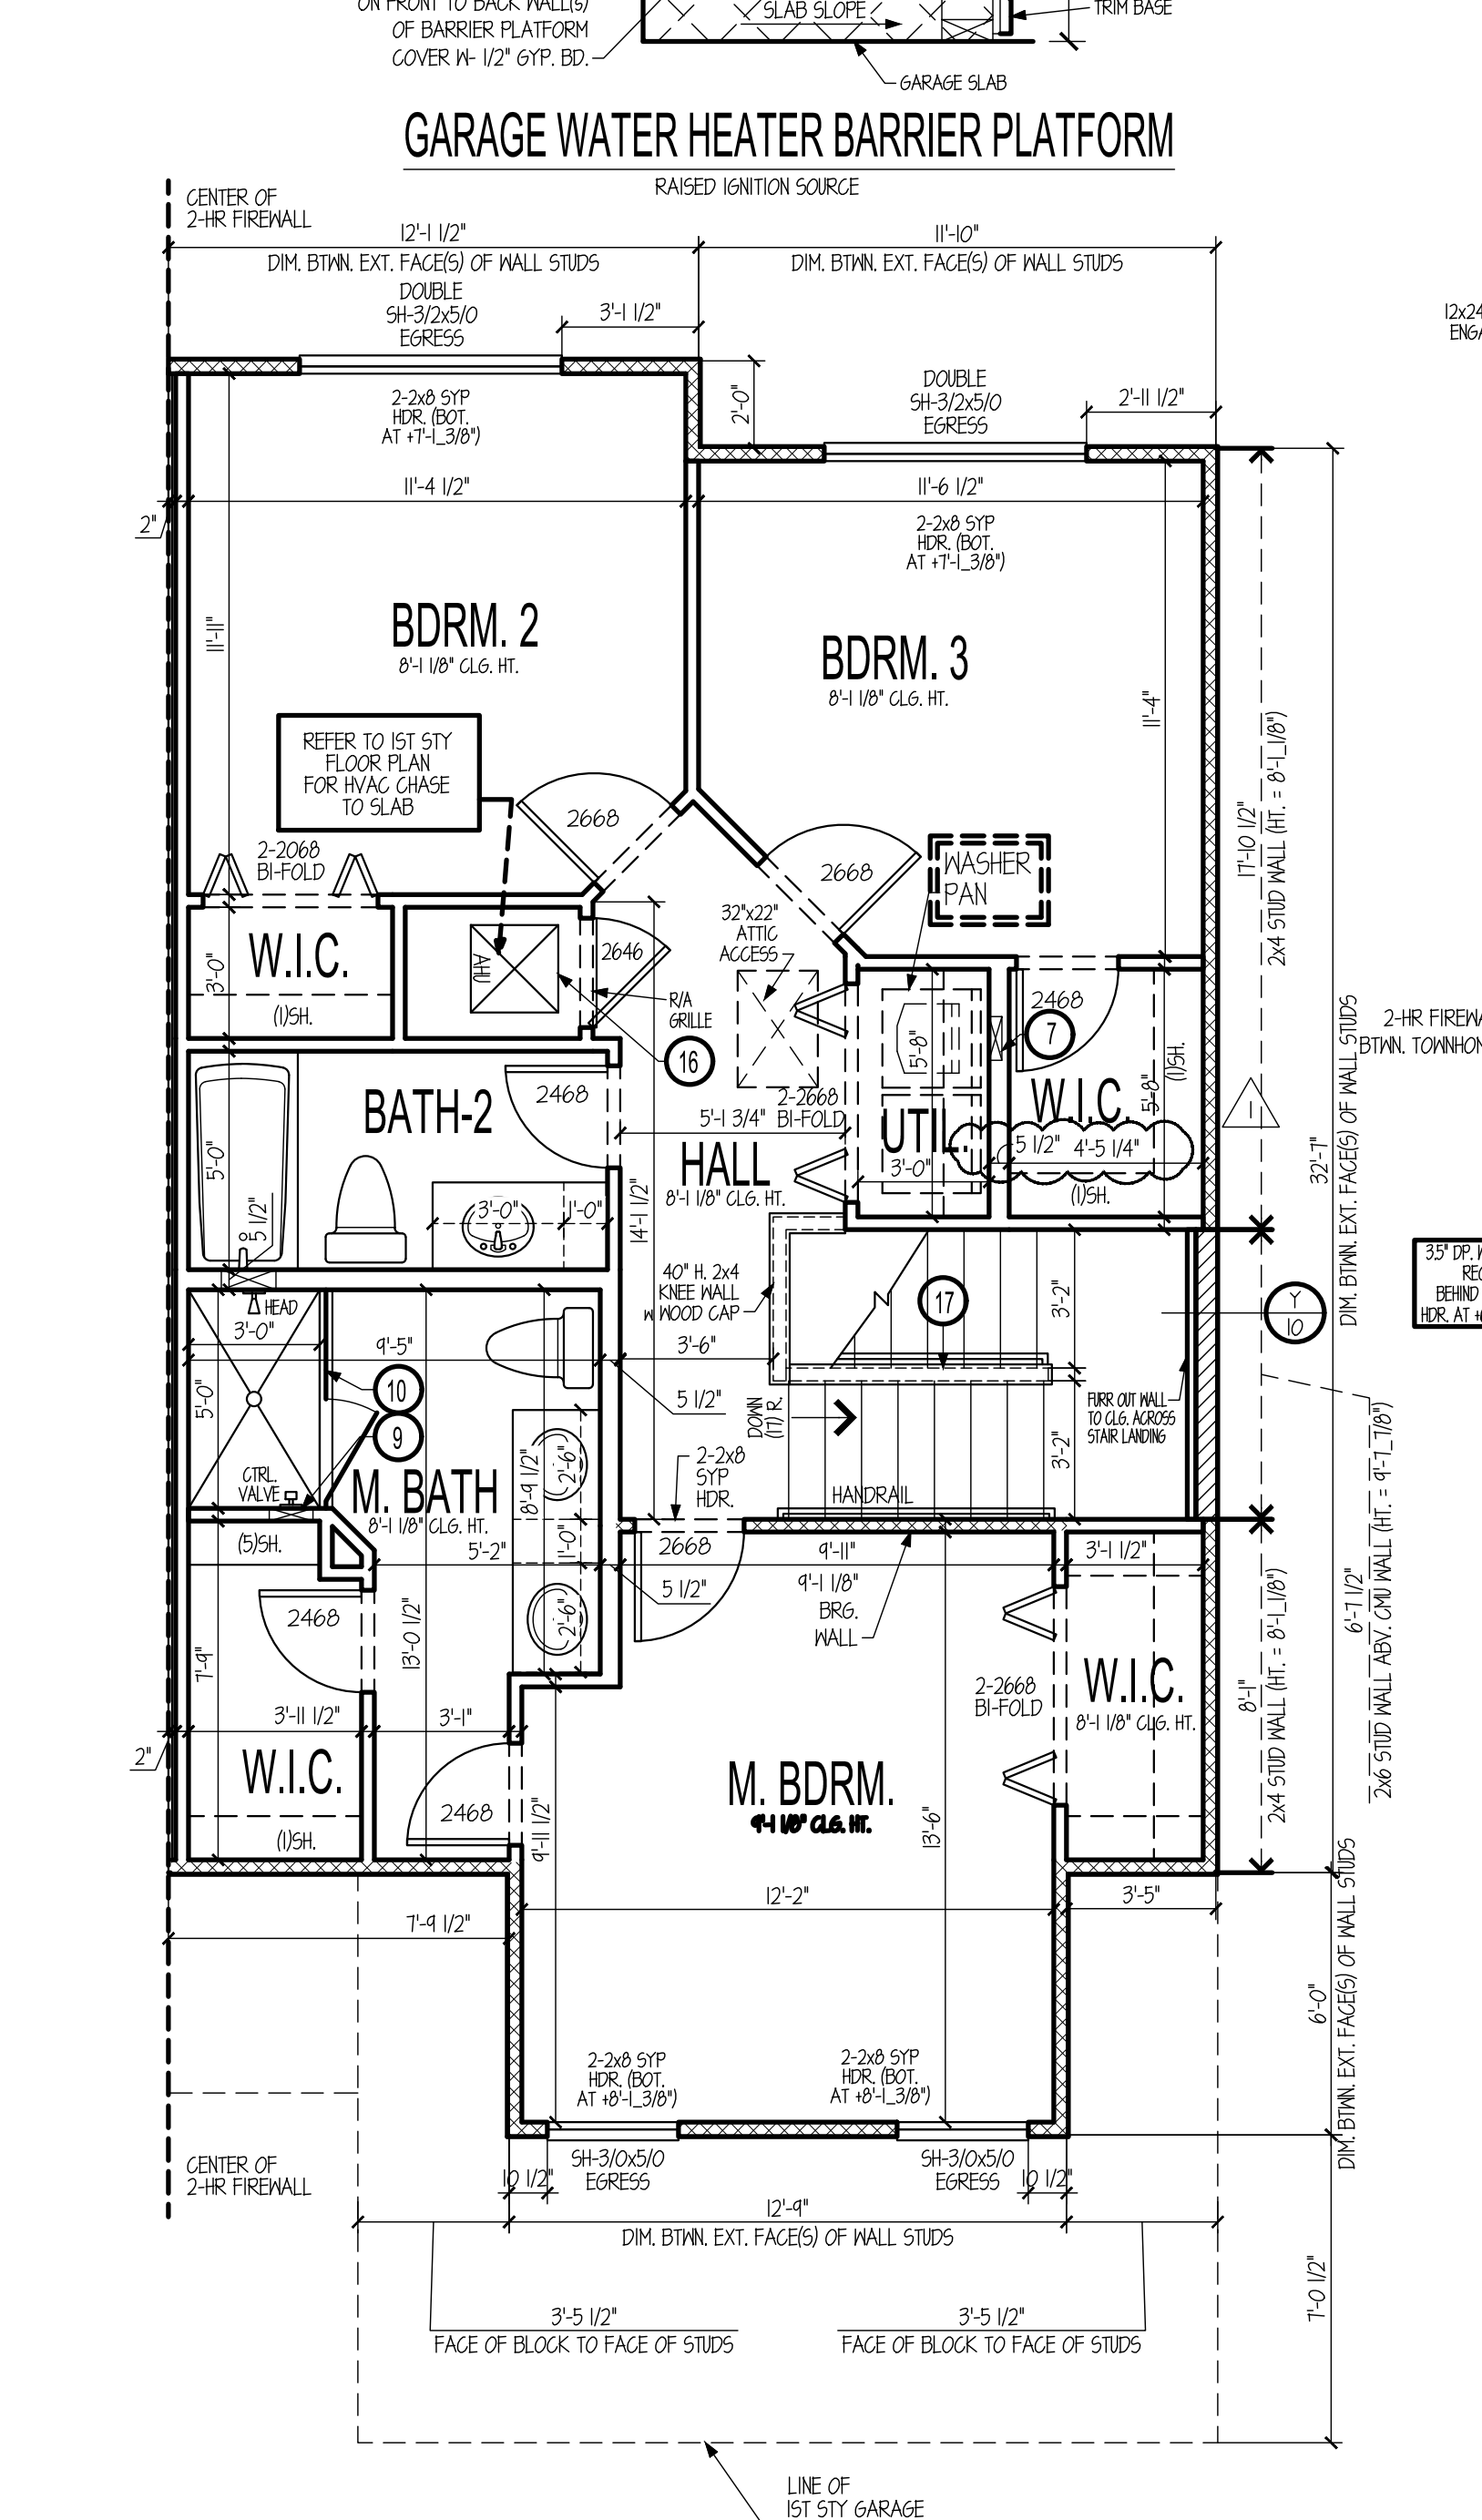 ON FRONT TO BACK WALL(S)
OF BARRIER PLATFORM
COVER W- 1/2" GYP. BD.
SLAB SLOPE
TRIM BASE
GARAGE SLAB
GARAGE WATER HEATER BARRIER PLATFORM
RAISED IGNITION SOURCE
CENTER OF
2-HR FIREWALL
12'-1 1/2"
DIM. BTWN. EXT. FACE(S) OF WALL STUDS
11'-10"
DIM. BTWN. EXT. FACE(S) OF WALL STUDS
DOUBLE
SH-3/2x5/0
EGRESS
3'-1 1/2"
12x24
2'-0"
DOUBLE
SH-3/2x5/0
EGRESS
2'-11 1/2"
2-2x8 SYP
HDR. (BOT.
AT +7'-1_3/8")
11'-4 1/2"
11'-6 1/2"
2"
2-2x8 SYP
HDR. (BOT.
AT +7'-1_3/8")
11'-11"
BDRM. 2
8'-1 1/8" CLG. HT.
BDRM. 3
8'-1 1/8" CLG. HT.
11'-4"
17'-10 1/2"
2x4 STUD WALL (HT. = 8'-1_1/8")
REFER TO 1ST STY
FLOOR PLAN
FOR HVAC CHASE
TO SLAB
2668
2-2068
BI-FOLD
2668
WASHER
PAN
32"x22"
ATTIC
ACCESS
W.I.C.
3'-0"
(1)SH.
AHU
2646
R/A
GRILLE
16
2468
7
5'-8"
(1)SH.
5'-8"
W.I.C.
32'-7"
DIM. BTWN. EXT. FACE(S) OF WALL STUDS
2-HR FIREWA
BTWN. TOWNHOM
BATH-2
2468
2-2668
BI-FOLD
5'-1 3/4"
UTIL.
3'-0"
5 1/2"
4'-5 1/4"
(1)SH.
1
HALL
8'-1 1/8" CLG. HT.
5'-0"
5 1/2"
3'-0"
1'-0"
14'-1 1/2"
40" H. 2x4
KNEE WALL
W WOOD CAP
17
3'-2"
Y
10
3.5" DP. W
REC
BEHIND
HEAD
3'-0"
9'-5"
3'-6"
10
9
5'-0"
5 1/2"
DOWN
(17) R.
3'-2"
FURR OUT WALL
TO CLG. ACROSS
STAIR LANDING
CTRL.
VALVE
M. BATH
8'-1 1/8" CLG. HT.
8'-9 1/2"
2'-6"
2-2x8
SYP
HDR.
HANDRAIL
(5)SH.
5'-2"
1'-0"
2668
5 1/2"
9'-11"
9'-1 1/8"
BRG.
WALL
3'-1 1/2"
6'-7 1/2"
2x6 STUD WALL ABV. CMU WALL (HT. = 9'-7_7/8")
2468
13'-0 1/2"
2'-6"
7'-9"
3'-11 1/2"
3'-1"
2"
W.I.C.
2468
(1)SH.
9'-11 1/2"
M. BDRM.
9'-1 1/8" CLG. HT.
13'-6"
2-2668
BI-FOLD
W.I.C.
8'-1 1/8" CLG. HT.
8'-1"
2x4 STUD WALL (HT. = 8'-1_1/8")
12'-2"
3'-5"
7'-9 1/2"
6'-0"
DIM. BTWN. EXT. FACE(S) OF WALL STUDS
2-2x8 SYP
HDR. (BOT.
AT +8'-1_3/8")
2-2x8 SYP
HDR. (BOT.
AT +8'-1_3/8")
CENTER OF
2-HR FIREWALL
SH-3/0x5/0
EGRESS
SH-3/0x5/0
EGRESS
10 1/2"
10 1/2"
12'-9"
DIM. BTWN. EXT. FACE(S) OF WALL STUDS
7'-0 1/2"
3'-5 1/2"
FACE OF BLOCK TO FACE OF STUDS
3'-5 1/2"
FACE OF BLOCK TO FACE OF STUDS
LINE OF
1ST STY GARAGE